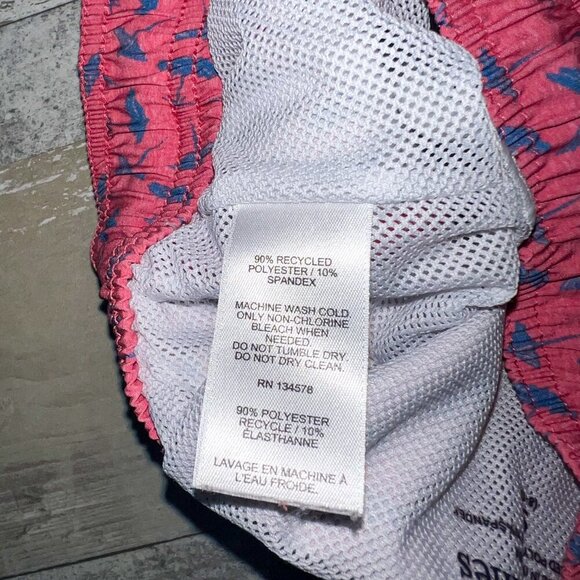 90% RECYCLED
POLYESTER / 10%
SPANDEX
MACHINE WASH COLD.
ONLY NON-CHLORINE
BLEACH WHEN
NEEDED.
DO NOT TUMBLE DRY.
DO NOT DRY CLEAN.
RN 134578
90% POLYESTER
RECYCLE / 10%
ÉLASTHANNE
LAVAGE EN MACHINE À
L'EAU FROIDE.